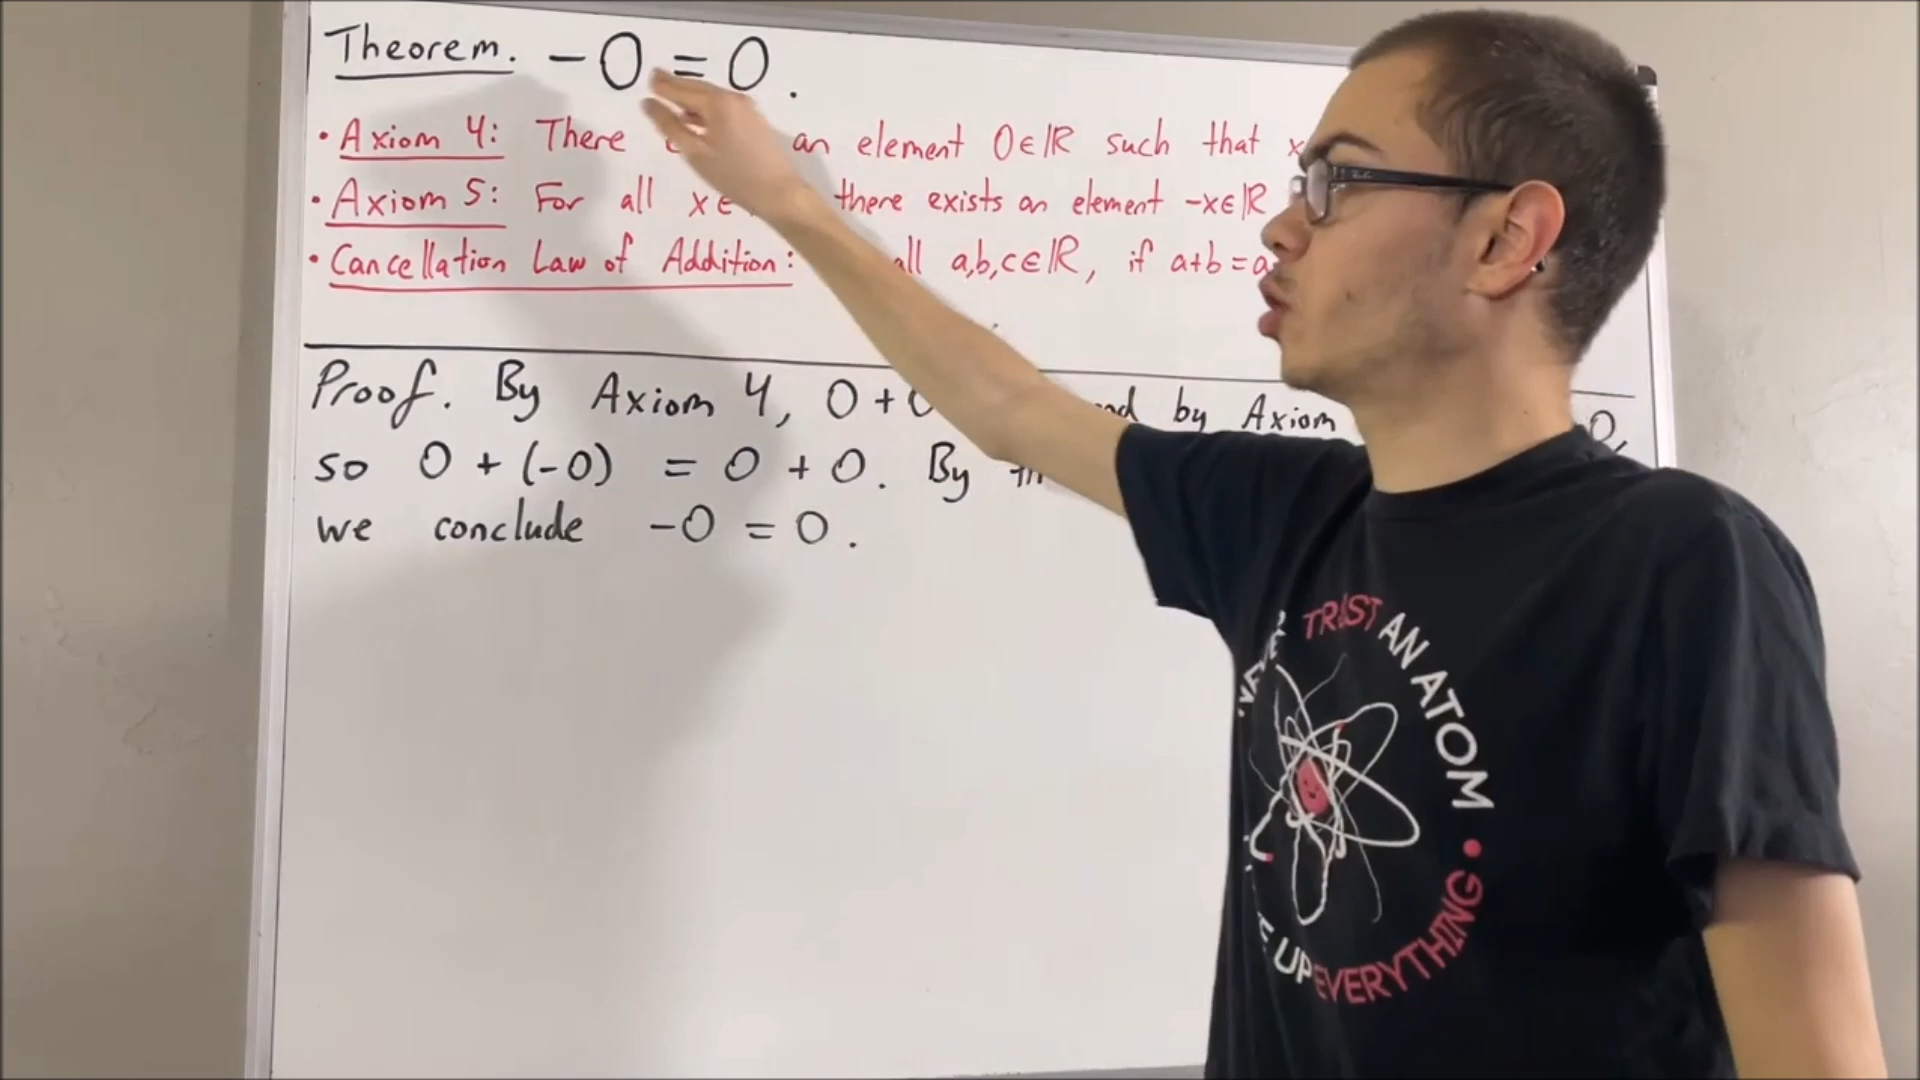 Theorem. -0 = 0.
• Axiom 4: There an element 0∈ℝ such that x
• Axiom 5: For all x∈ there exists an element -x∈ℝ
• Cancellation Law of Addition: all a,b,c∈ℝ, if a+b=a
Proof. By Axiom 4, 0+0 by Axiom 0,
so 0+(-0) = 0+0. By
we conclude -0 = 0.
TRUST AN ATOM
UP EVERYTHING